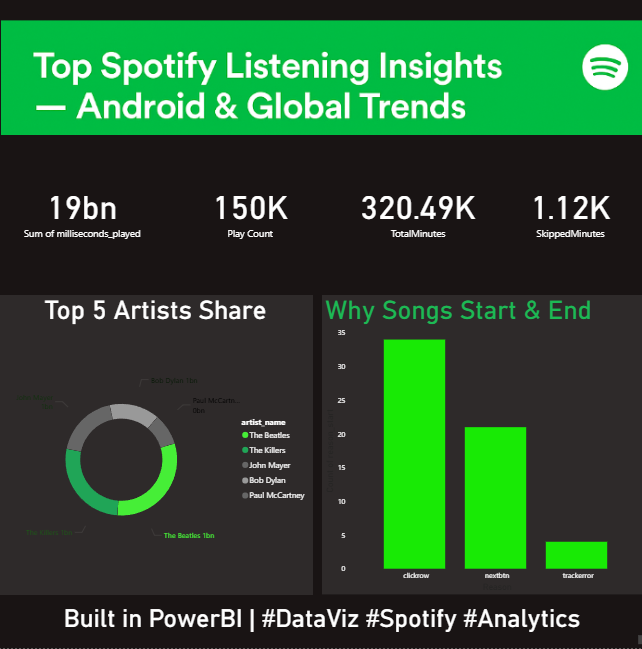 Top Spotify Listening Insights
— Android & Global Trends
19bn
Sum of milliseconds_played
150K
Play Count
320.49K
TotalMinutes
1.12K
SkippedMinutes
Top 5 Artists Share
Bob Dylan 1bn
Paul McCartn...
0bn
The Killers 1bn
The Beatles 1bn
artist_name
The Beatles
The Killers
John Mayer
Bob Dylan
Paul McCartney
Why Songs Start & End
35
30
25
20
15
10
5
0
clickrow
nextbtn
trackerror
Built in PowerBI | #DataViz #Spotify #Analytics